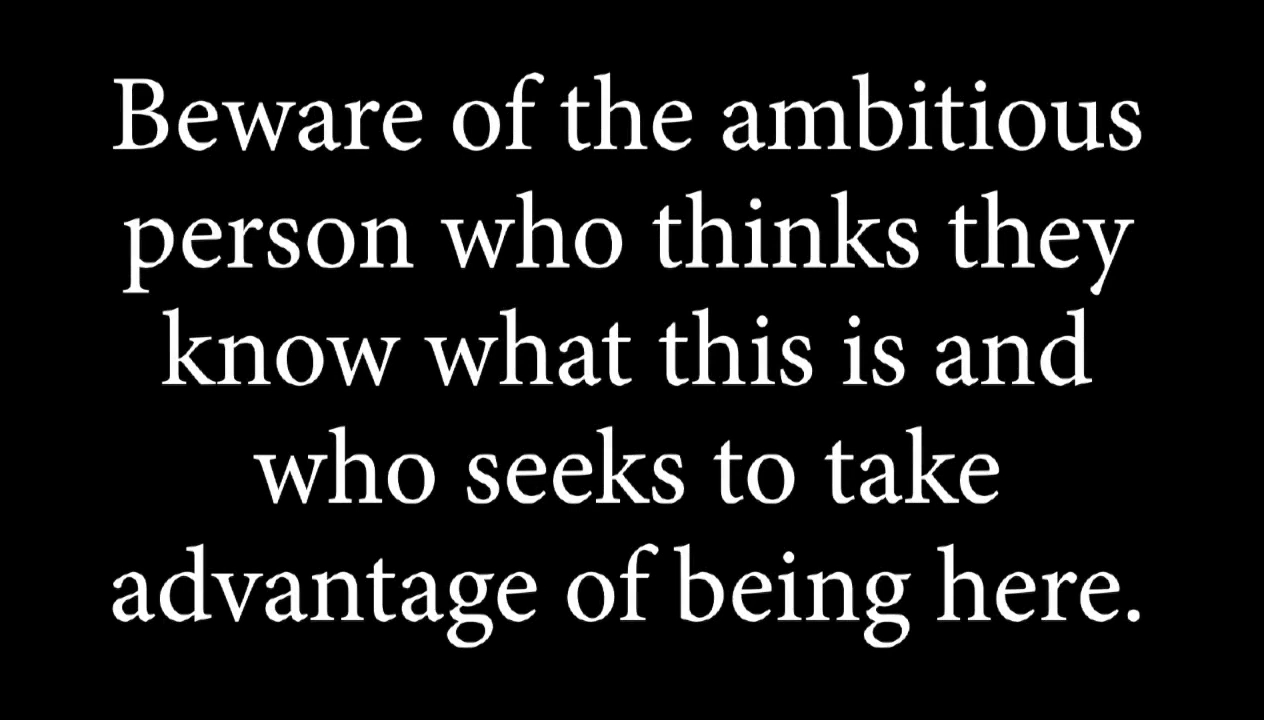 Beware of the ambitious
person who thinks they
know what this is and
who seeks to take
advantage of being here.